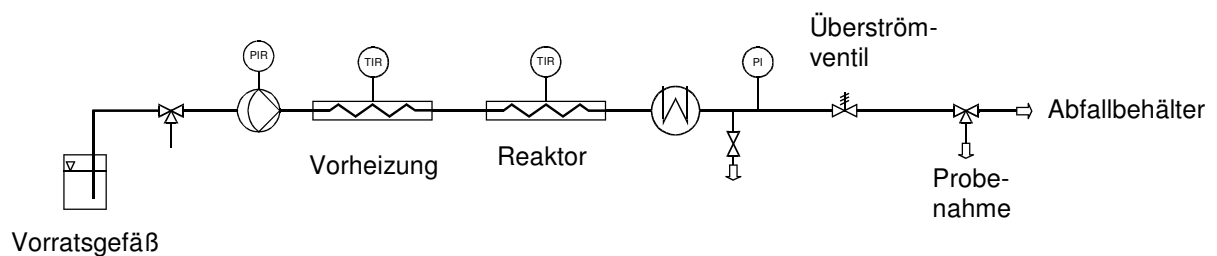 Überström-
ventil
PIR
TIR
TIR
PI
Abfallbehälter
Vorheizung
Reaktor
Probe-
nahme
Vorratsgefäß